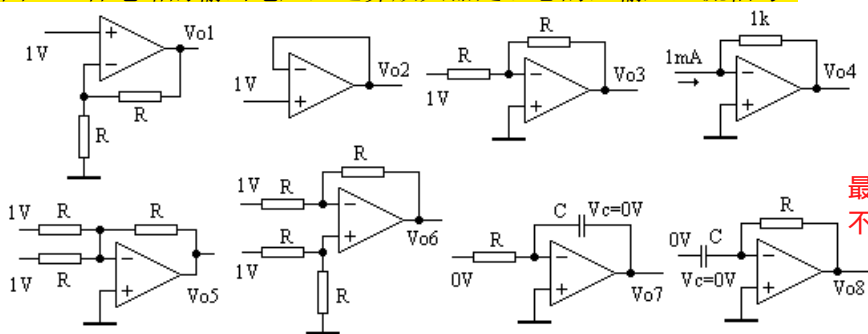 1V
+
−
Vo1
R
R
1V
−
+
Vo2
R
R
1V
−
+
Vo3
1k
1mA
−
+
Vo4
最
不
1V
R
R
1V
R
−
+
Vo5
1V
R
R
1V
R
−
+
R
Vo6
R
0V
C
Vc=0V
−
+
Vo7
0V
C
Vc=0V
R
−
+
Vo8